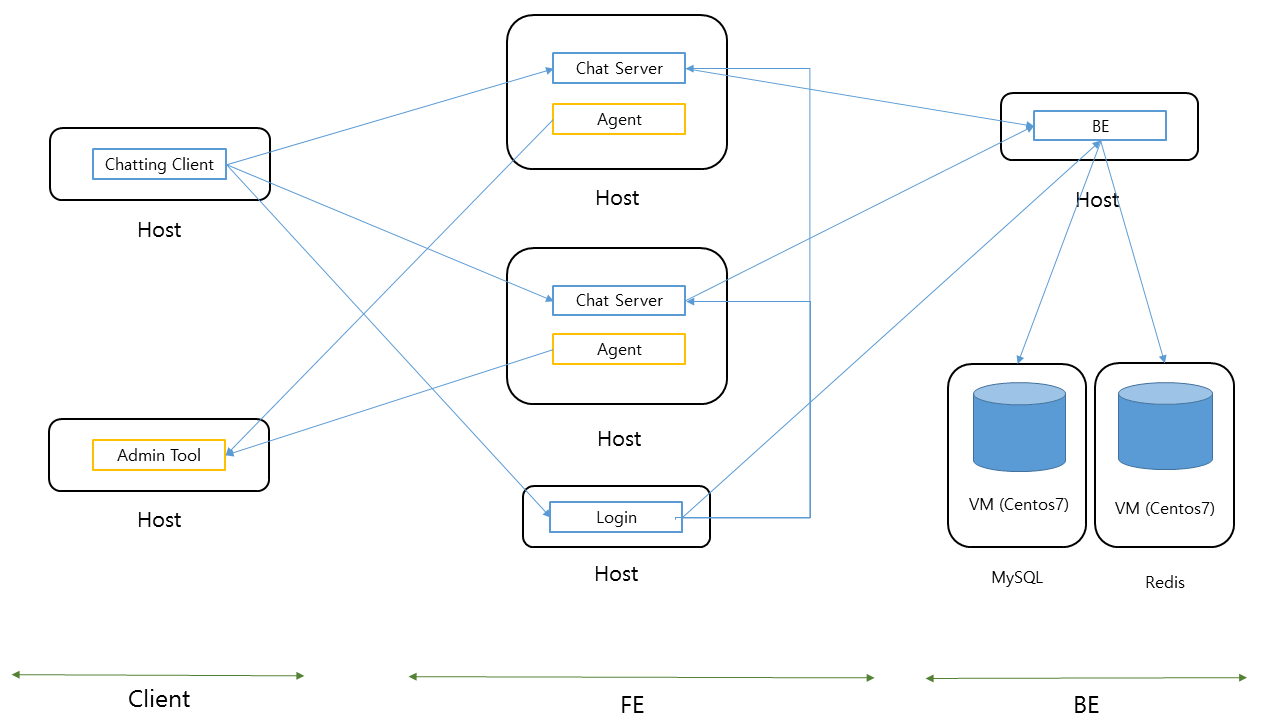 Chatting Client
Host
Admin Tool
Host
Chat Server
Agent
Host
Chat Server
Agent
Host
Login
Host
BE
Host
VM (Centos7)
MySQL
VM (Centos7)
Redis
Client
FE
BE